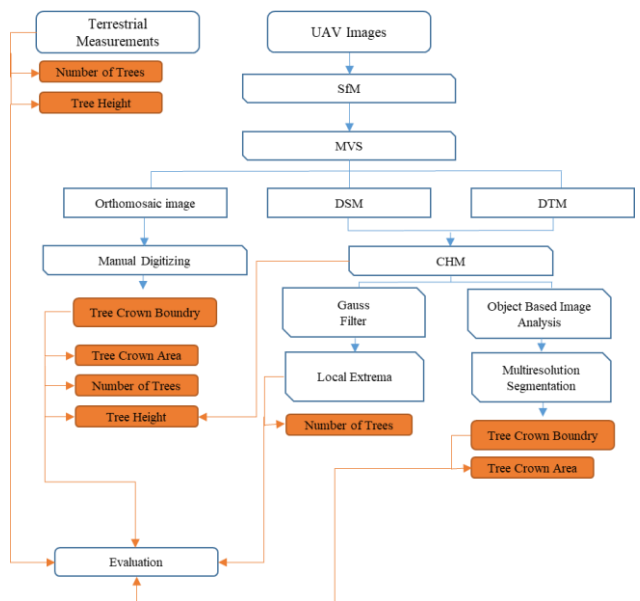 Terrestrial
Measurements
UAV Images
Number of Trees
Tree Height
SfM
MVS
Orthomosaic image
DSM
DTM
Manual Digitizing
CHM
Tree Crown Boundry
Gauss
Filter
Object Based Image
Analysis
Tree Crown Area
Number of Trees
Tree Height
Local Extrema
Multiresolution
Segmentation
Number of Trees
Tree Crown Boundry
Tree Crown Area
Evaluation